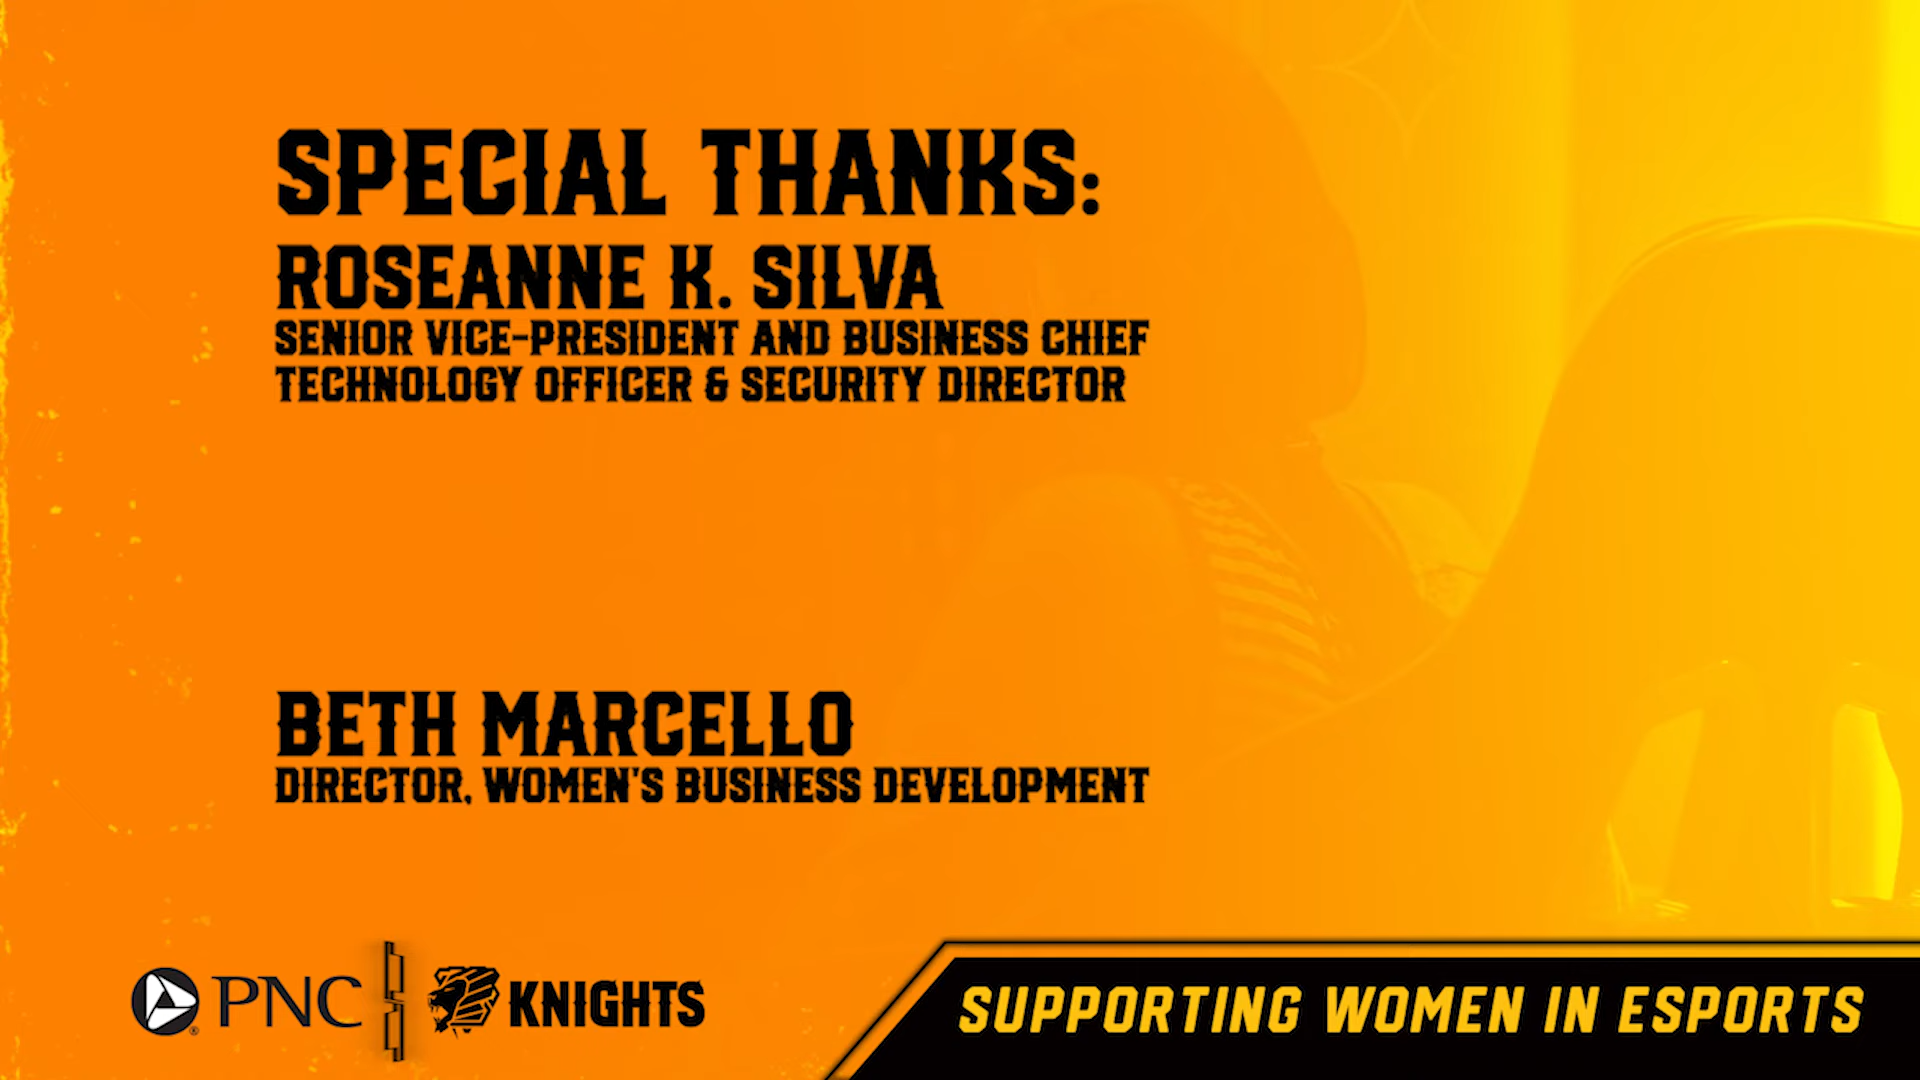 SPECIAL THANKS:
ROSEANNE K. SILVA
SENIOR VICE-PRESIDENT AND BUSINESS CHIEF
TECHNOLOGY OFFICER & SECURITY DIRECTOR
BETH MARCELLO
DIRECTOR, WOMEN'S BUSINESS DEVELOPMENT
PNC KNIGHTS
SUPPORTING WOMEN IN ESPORTS